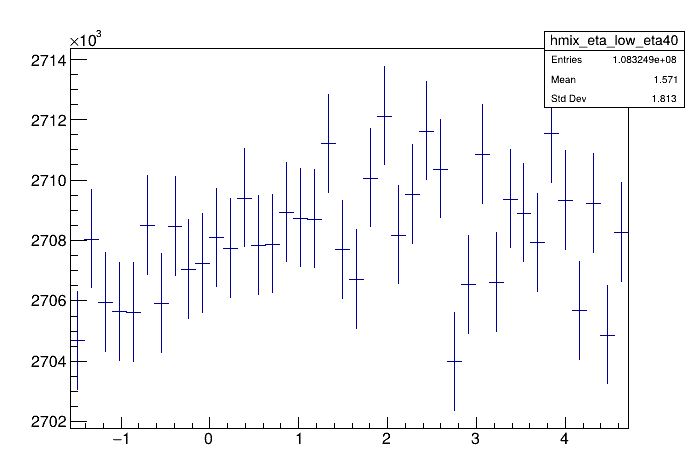 ×10³
hmix_eta_low_eta40
Entries 1.083249e+08
Mean 1.571
Std Dev 1.813
2714
2712
2710
2708
2706
2704
2702
−1 0 1 2 3 4